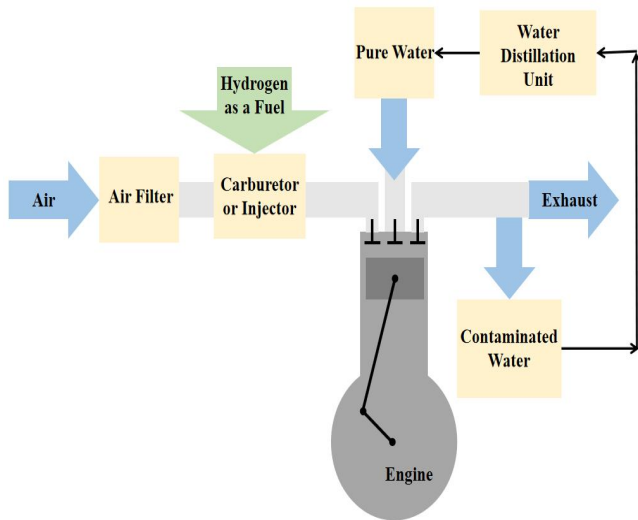 Pure Water
Water
Distillation
Unit
Hydrogen
as a Fuel
Air
Air Filter
Carburetor
or Injector
Exhaust
Contaminated
Water
Engine